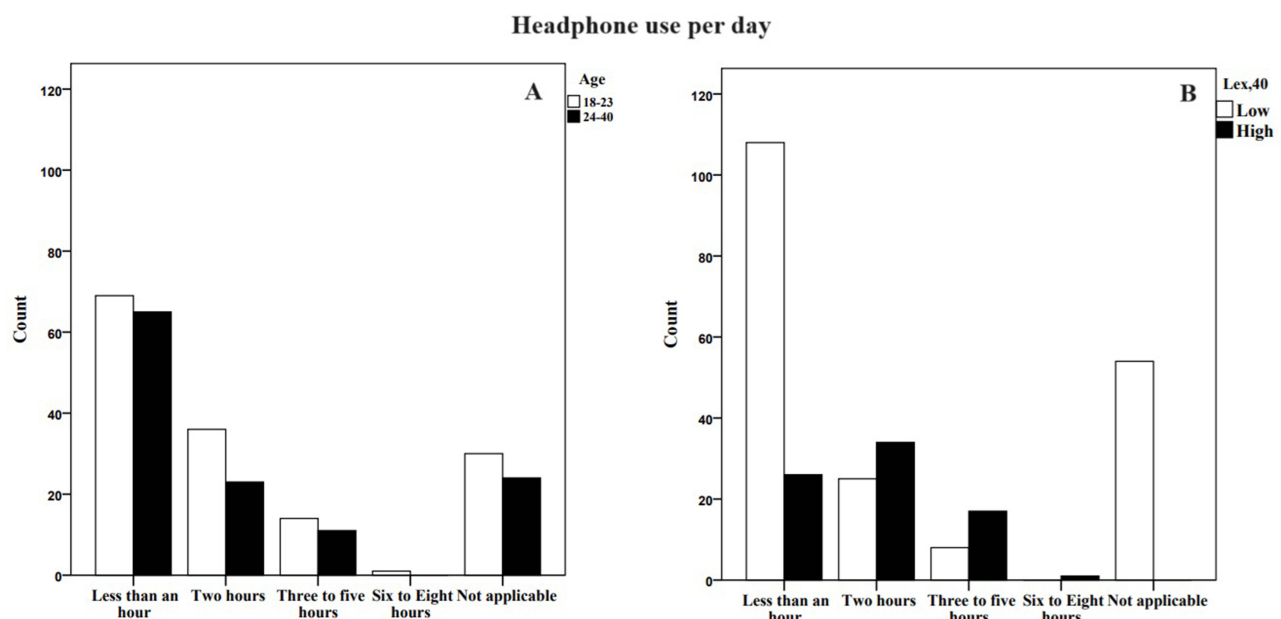 Headphone use per day
A
Age
18-23
24-40
Count
120
100
80
60
40
20
0
Less than an
hour
Two hours
Three to five
hours
Six to Eight
hours
Not applicable
B
Lex,40
Low
High
Count
120
100
80
60
40
20
0
Less than an
hour
Two hours
Three to five
hours
Six to Eight
hours
Not applicable